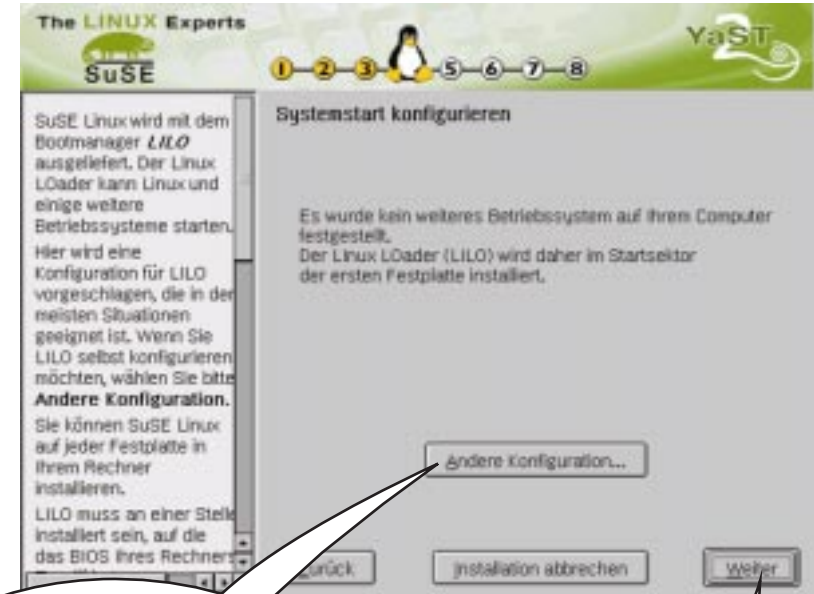 The LINUX Experts
SuSE
1-2-3-5-6-7-8
YaST
2
SuSE Linux wird mit dem
Bootmanager LILO
ausgeliefert. Der Linux
LOader kann Linux und
einige weitere
Betriebssysteme starten.
Hier wird eine
Konfiguration für LILO
vorgeschlagen, die in den
meisten Situationen
geeignet ist. Wenn Sie
LILO selbst konfigurieren
möchten, wählen Sie bitte
Andere Konfiguration.
Sie können SuSE Linux
auf jeder Festplatte in
Ihrem Rechner
installieren.
LILO muss an einer Stelle
installiert sein, auf die
das BIOS Ihres Rechners
Systemstart konfigurieren
Es wurde kein weiteres Betriebssystem auf Ihrem Computer
festgestellt.
Der Linux LOader (LILO) wird daher im Startsektor
der ersten Festplatte installiert.
Andere Konfiguration...
urück
Installation abbrechen
Weiter